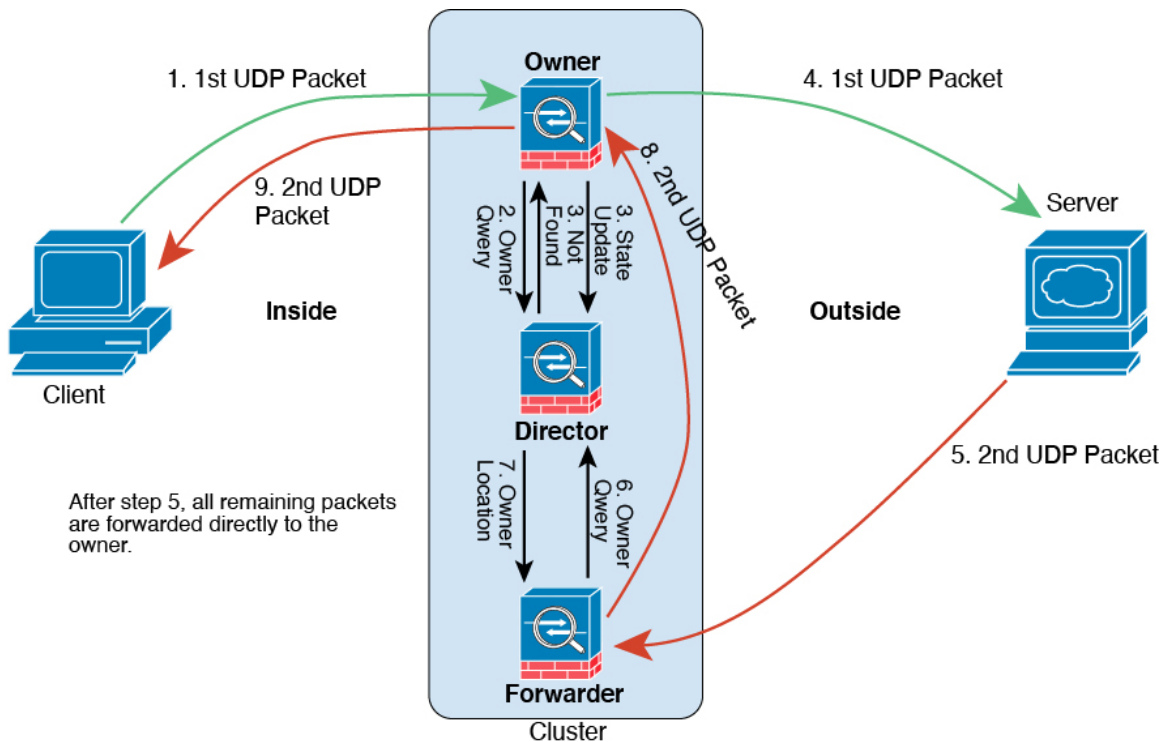 Owner
1. 1st UDP Packet
4. 1st UDP Packet
9. 2nd UDP
Packet
2. Owner
Qwery
3. Not
Found
3. State
Update
8. 2nd UDP Packet
Server
Inside
Outside
Client
Director
5. 2nd UDP Packet
7. Owner
Location
6. Owner
Qwery
After step 5, all remaining packets
are forwarded directly to the
owner.
Forwarder
Cluster